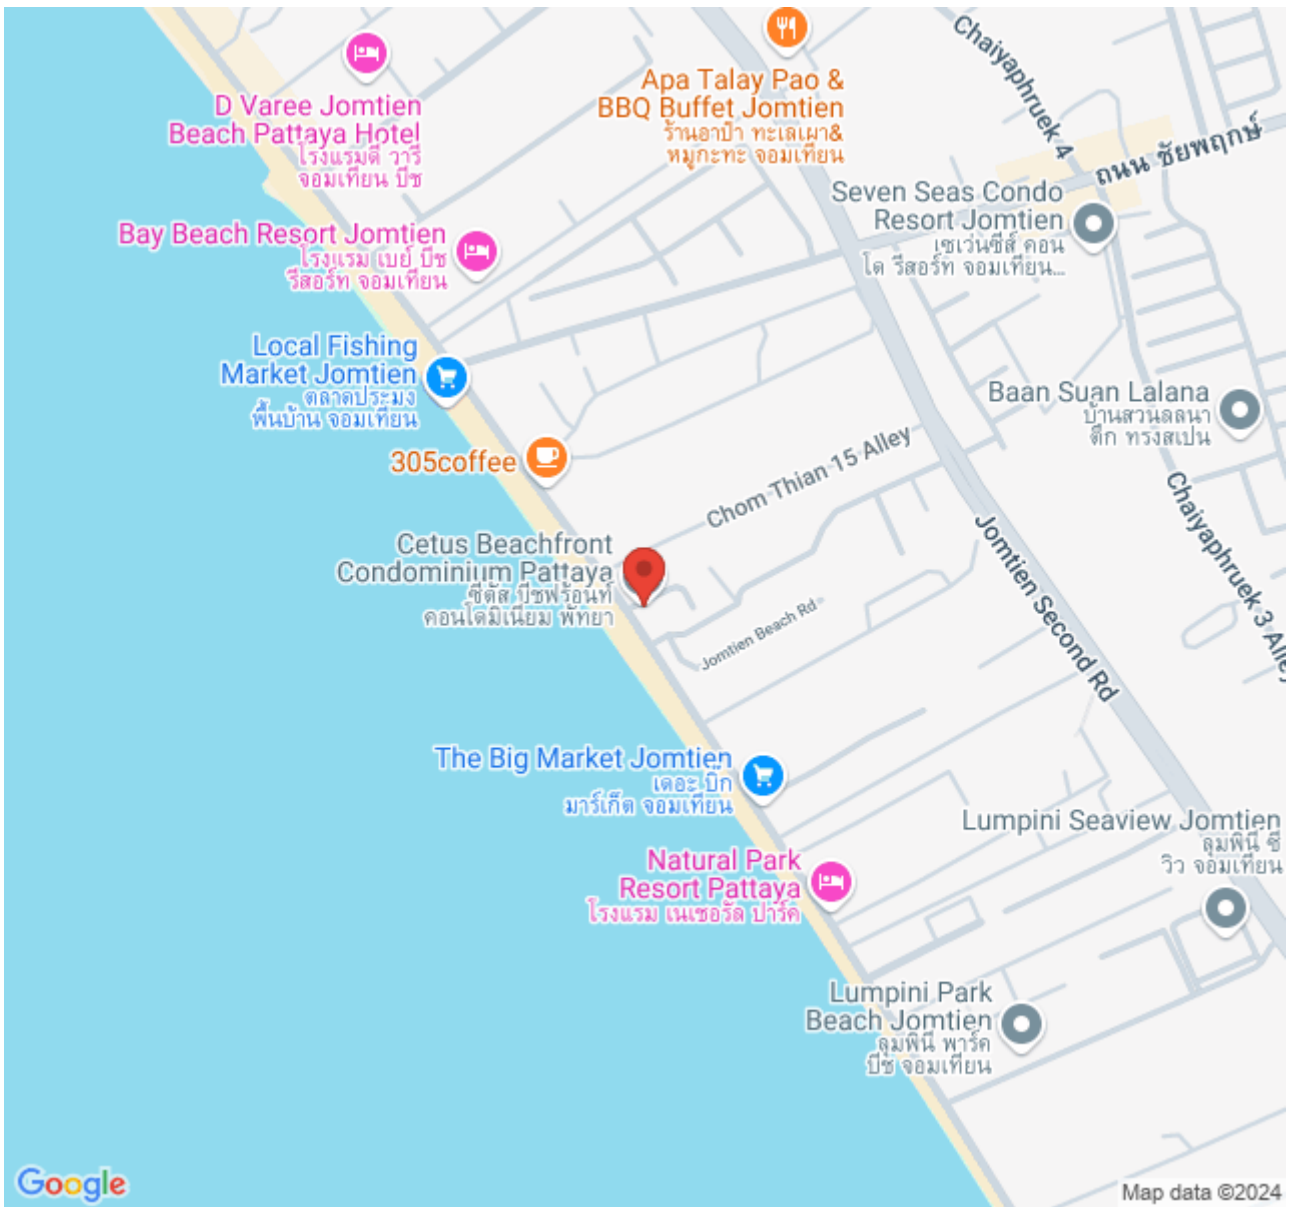 Chaiyaphruek 4
D Varee Jomtien
Beach Pattaya Hotel
โรงแรมดี วารี
จอมเทียน บีช
Apa Talay Pao &
BBQ Buffet Jomtien
ร้านอาป๋า ทะเลเผา&
หมูกะทะ จอมเทียน
ถนน ชัยพฤกษ์
Seven Seas Condo
Resort Jomtien
เซเว่นซีส์ คอน
โด รีสอร์ท จอมเทียน...
Bay Beach Resort Jomtien
โรงแรม เบย์ บีช
รีสอร์ท จอมเทียน
Local Fishing
Market Jomtien
ตลาดประมง
พื้นบ้าน จอมเทียน
Baan Suan Lalana
บ้านสวนลลนา
ตึก ทรงสเปน
305coffee
Chom Thian 15 Alley
Chaiyaphruek 3 Alley
Cetus Beachfront
Condominium Pattaya
ซีตัส บีชฟร้อนท์
คอนโดมิเนียม พัทยา
Jomtien Second Rd
Jomtien Beach Rd
The Big Market Jomtien
เดอะ บิ๊ก
มาร์เก็ต จอมเทียน
Lumpini Seaview Jomtien
ลุมพินี ซี
วิว จอมเทียน
Natural Park
Resort Pattaya
โรงแรม เนเชอรัล ปาร์ค
Lumpini Park
Beach Jomtien
ลุมพินี พาร์ค
บีช จอมเทียน
Google
Map data ©2024